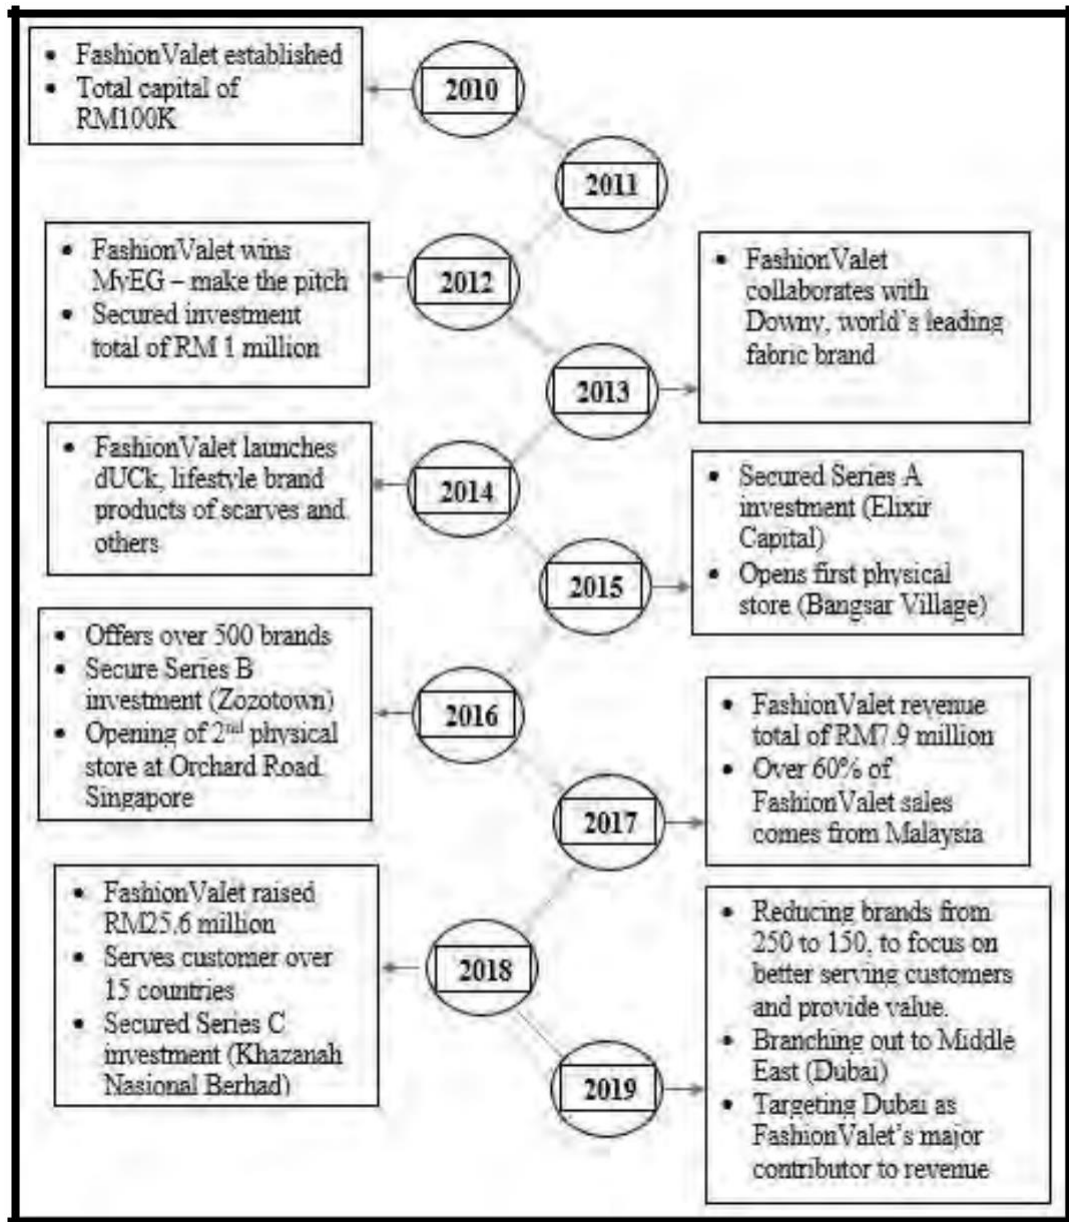 • FashionValet established
• Total capital of
RM100K
2010
2011
• FashionValet wins
MyEG – make the pitch
• Secured investment
total of RM 1 million
2012
• FashionValet
collaborates with
Downy, world's leading
fabric brand
2013
• FashionValet launches
dUCk, lifestyle brand
products of scarves and
others
2014
• Secured Series A
investment (Elixir
Capital)
• Opens first physical
store (Bangsar Village)
2015
• Offers over 500 brands
• Secure Series B
investment (Zozotown)
• Opening of 2nd physical
store at Orchard Road,
Singapore
2016
• FashionValet revenue
total of RM7.9 million
• Over 60% of
FashionValet sales
comes from Malaysia
2017
• FashionValet raised
RM25.6 million
• Serves customer over
15 countries
• Secured Series C
investment (Khazanah
Nasional Berhad)
2018
• Reducing brands from
250 to 150, to focus on
better serving customers
and provide value.
• Branching out to Middle
East (Dubai)
• Targeting Dubai as
FashionValet's major
contributor to revenue
2019